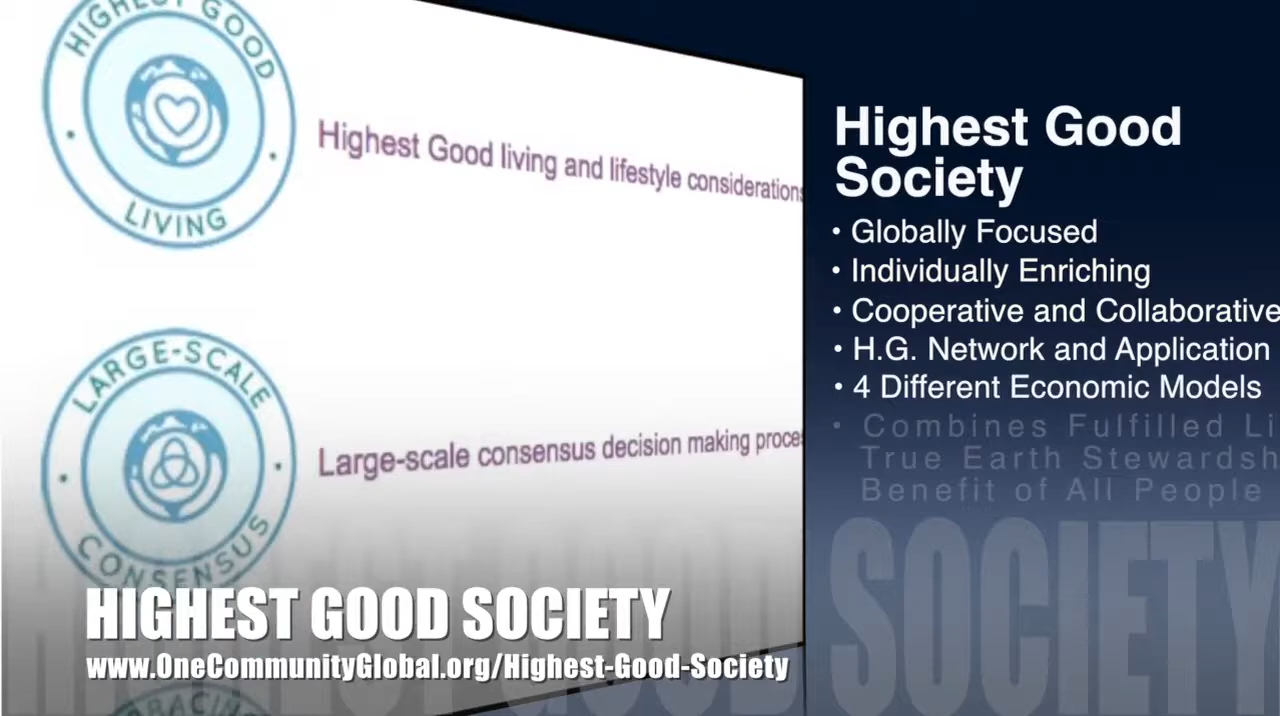 HIGHEST GOOD
LIVING
Highest Good living and lifestyle considerations
LARGE-SCALE
CONSENSUS
Large-scale consensus decision making proce
Highest Good
Society
• Globally Focused
• Individually Enriching
• Cooperative and Collaborative
• H.G. Network and Application
• 4 Different Economic Models
• Combines Fulfilled Li
True Earth Stewardsh
Benefit of All People
SOCIETY
HIGHEST GOOD SOCIETY
www.OneCommunityGlobal.org/Highest-Good-Society